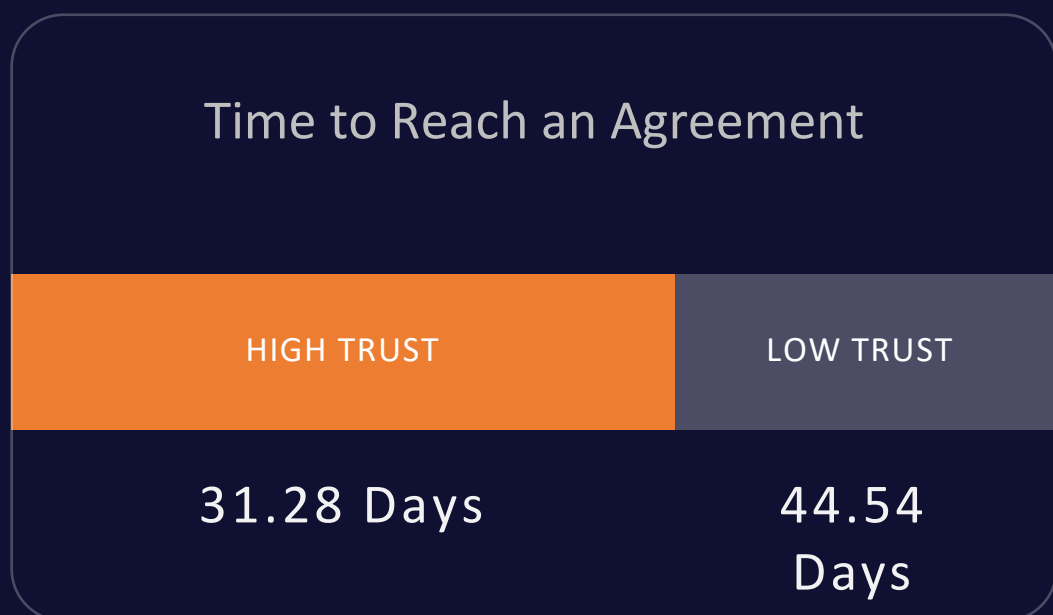 Time to Reach an Agreement
HIGH TRUST
LOW TRUST
31.28 Days
44.54
Days